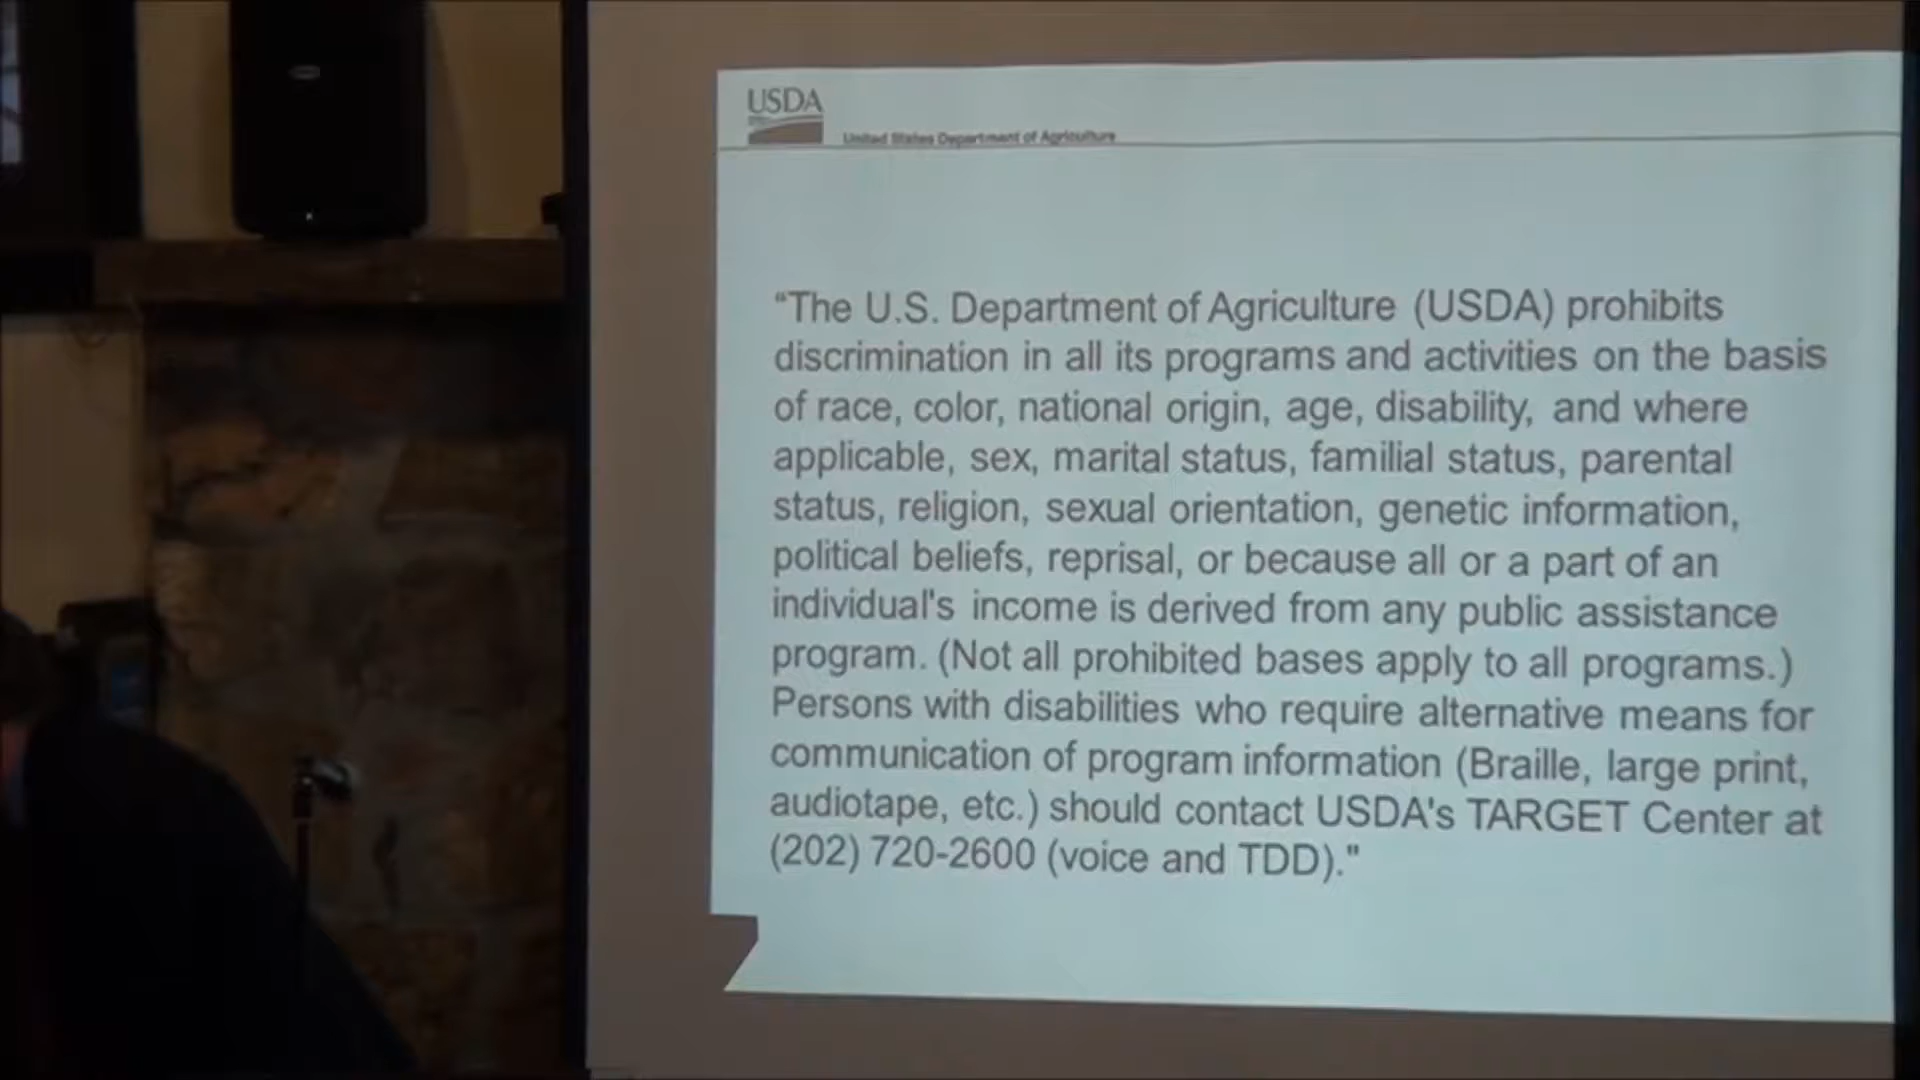 USDA
United States Department of Agriculture
“The U.S. Department of Agriculture (USDA) prohibits
discrimination in all its programs and activities on the basis
of race, color, national origin, age, disability, and where
applicable, sex, marital status, familial status, parental
status, religion, sexual orientation, genetic information,
political beliefs, reprisal, or because all or a part of an
individual's income is derived from any public assistance
program. (Not all prohibited bases apply to all programs.)
Persons with disabilities who require alternative means for
communication of program information (Braille, large print,
audiotape, etc.) should contact USDA's TARGET Center at
(202) 720-2600 (voice and TDD)."